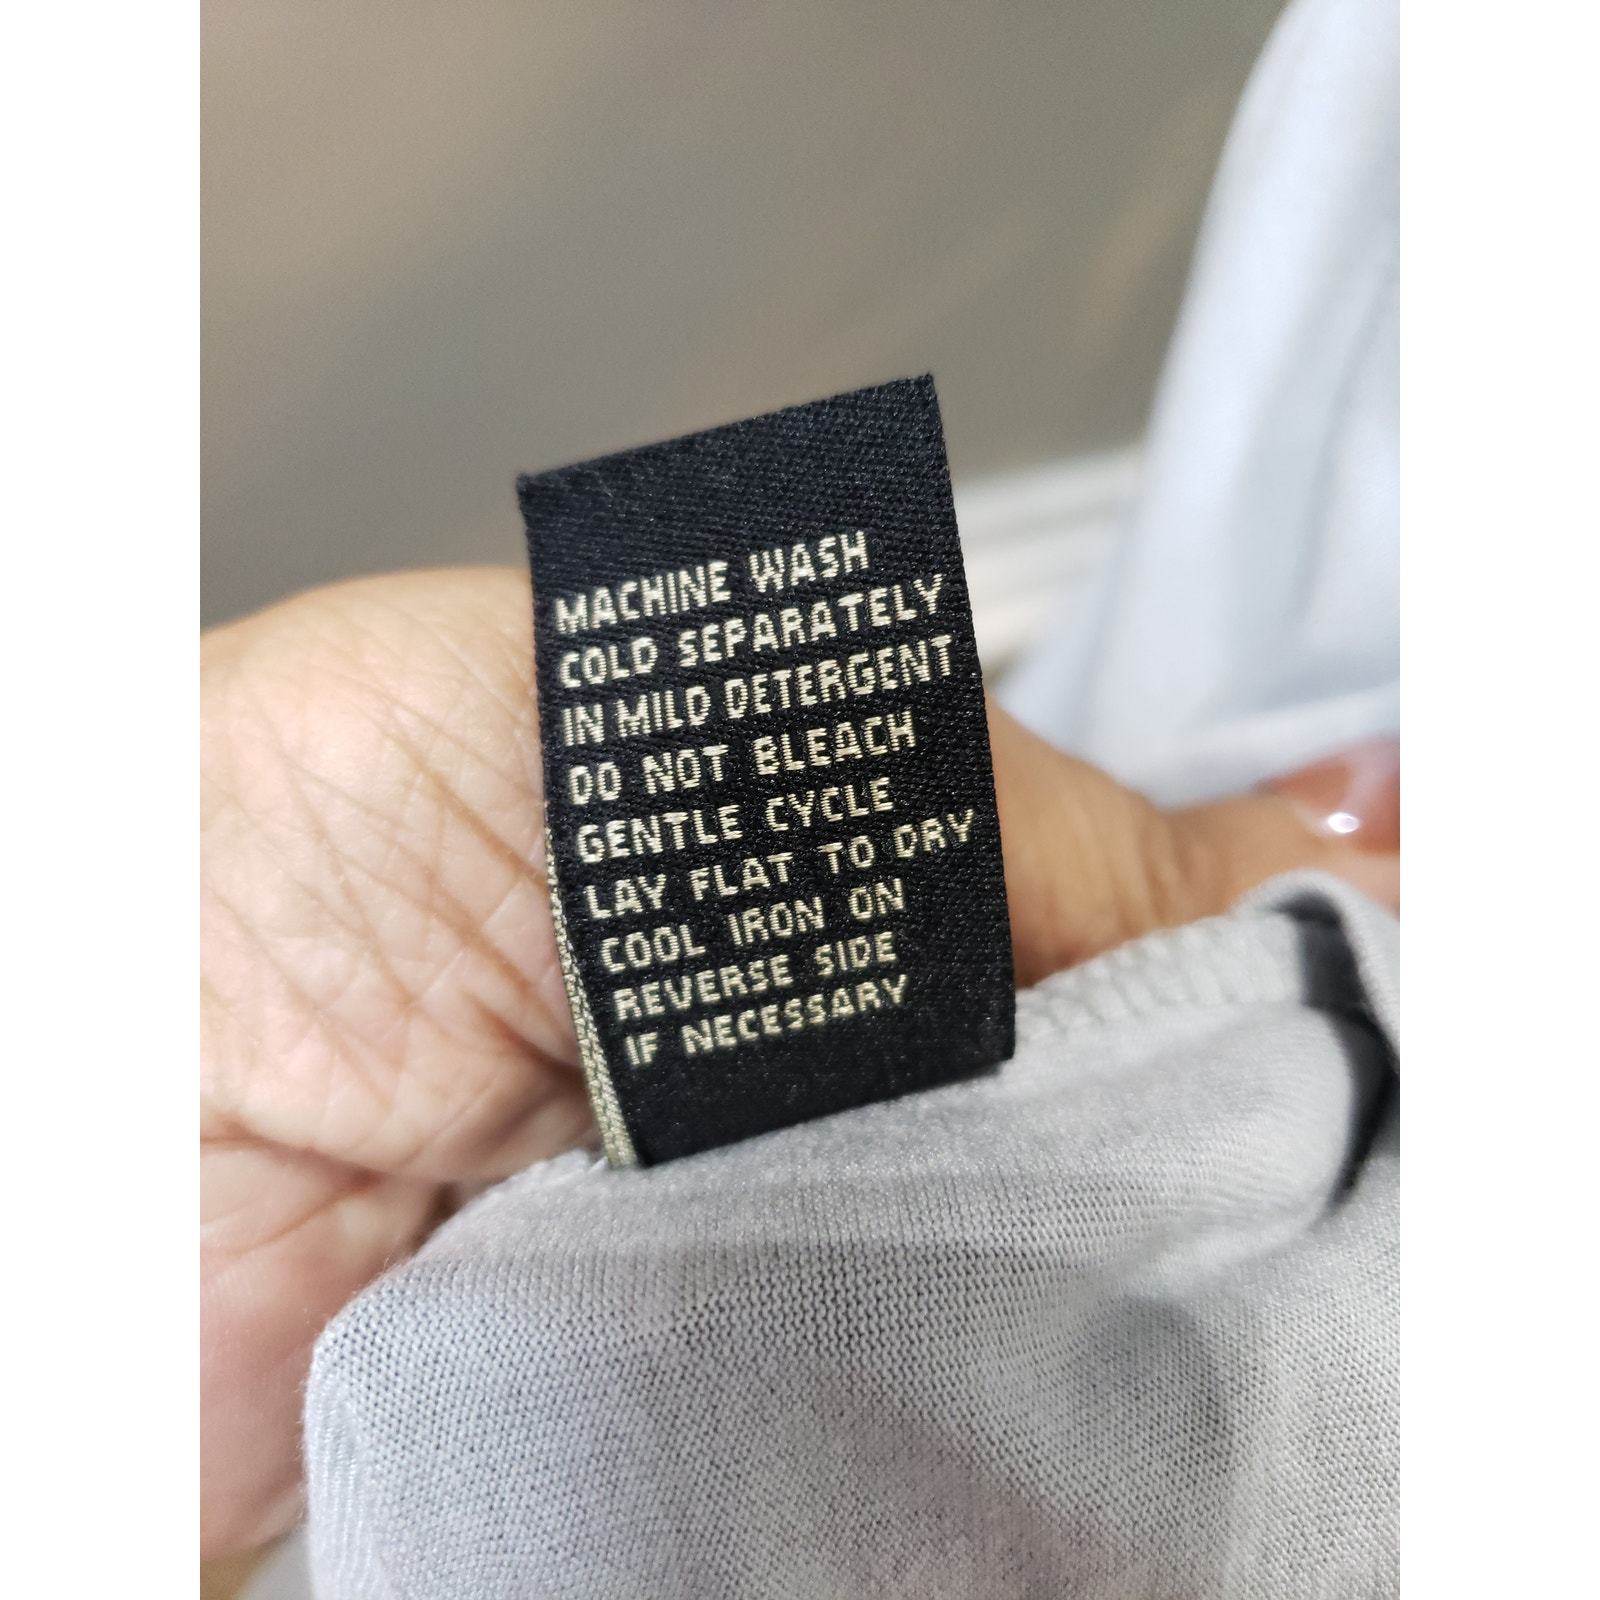 MACHINE WASH
COLD SEPARATELY
IN MILD DETERGENT
DO NOT BLEACH
GENTLE CYCLE
LAY FLAT TO DRY
COOL IRON ON
REVERSE SIDE
IF NECESSARY